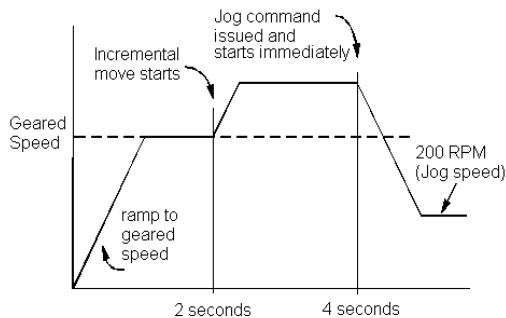 Jog command
issued and
starts immediately
Incremental
move starts
Geared
Speed
200 RPM
(Jog speed)
ramp to
geared
speed
2 seconds
4 seconds